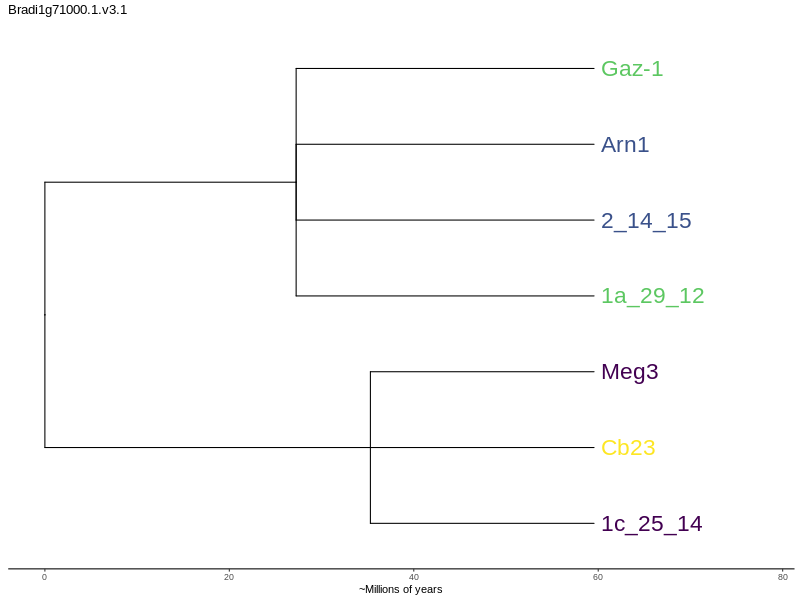 Bradi1g71000.1.v3.1
Gaz-1
Arn1
2_14_15
1a_29_12
Meg3
Cb23
1c_25_14
0 20 40 60 80
~Millions of years